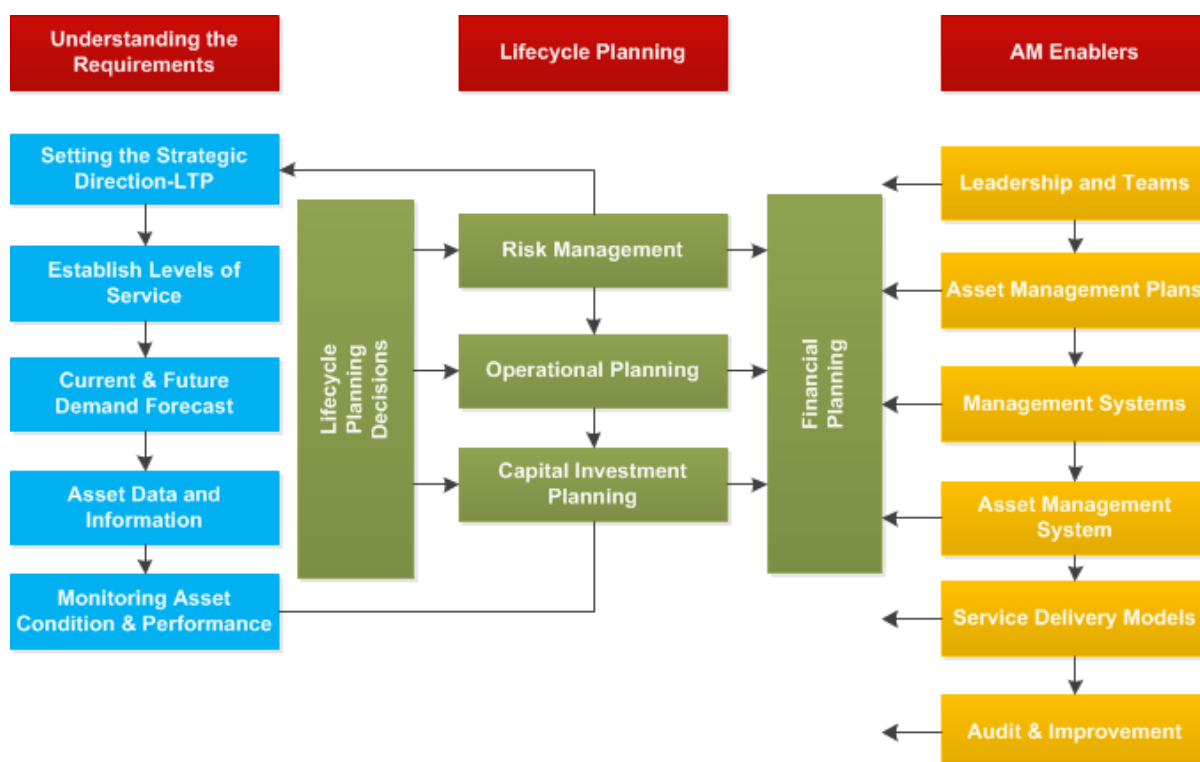 Understanding the
Requirements
Lifecycle Planning
AM Enablers
Setting the Strategic
Direction-LTP
Establish Levels of
Service
Current & Future
Demand Forecast
Asset Data and
Information
Monitoring Asset
Condition & Performance
Lifecycle
Planning
Decisions
Risk Management
Operational Planning
Capital Investment
Planning
Financial
Planning
Leadership and Teams
Asset Management Plans
Management Systems
Asset Management
System
Service Delivery Models
Audit & Improvement